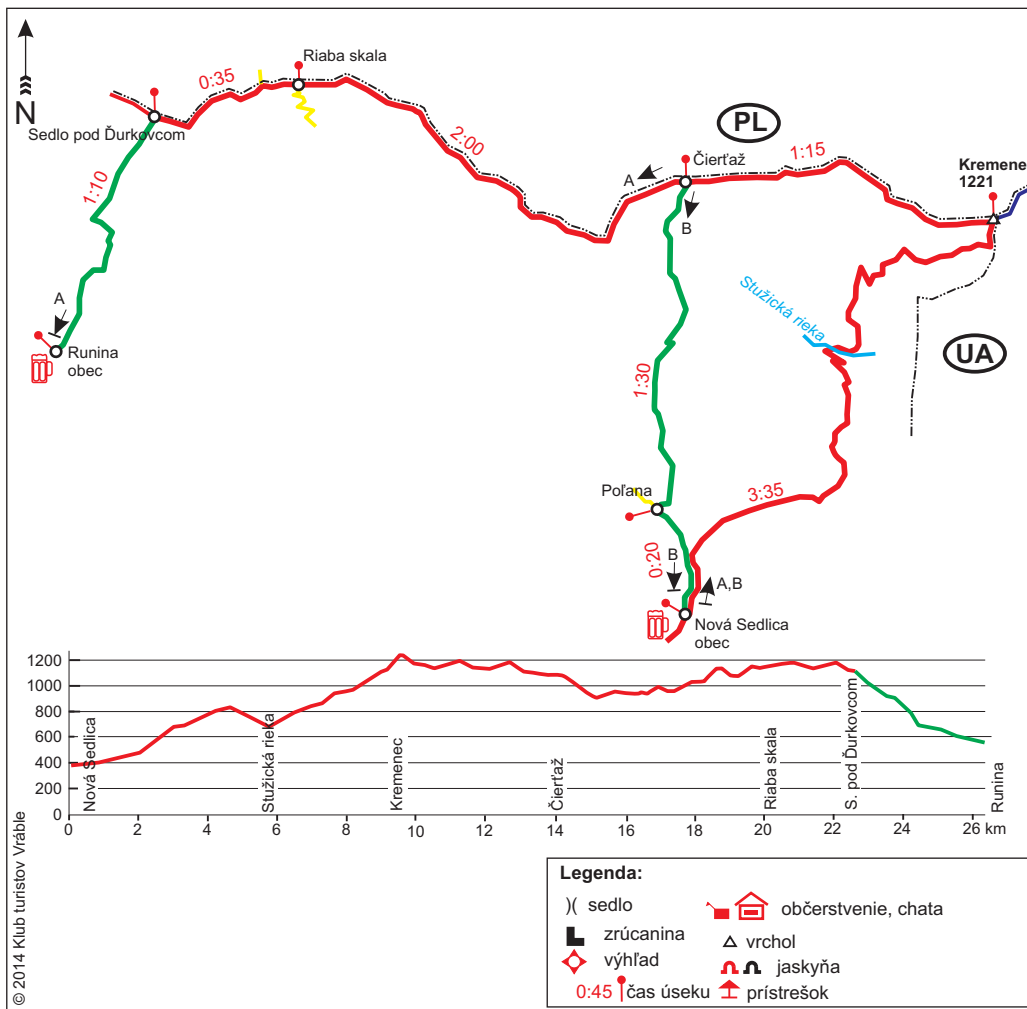 N
Riaba skala
0:35
Sedlo pod Ďurkovcom
2:00
PL
1:15
Čierťaž
A
B
Kremenec
1221
1:10
Stužická rieka
A
Runina
obec
UA
1:30
Poľana
3:35
0:20
B
A,B
Nová Sedlica
obec
1200
1000
800
600
400
200
0
Nová Sedlica
Stužická rieka
Kremenec
Čierťaž
Riaba skala
S. pod Ďurkovcom
Runina
0 2 4 6 8 10 12 14 16 18 20 22 24 26 km
Legenda:
)( sedlo
občerstvenie, chata
zrúcanina
vrchol
výhľad
jaskyňa
0:45 čas úseku
prístrešok
© 2014 Klub turistov Vráble